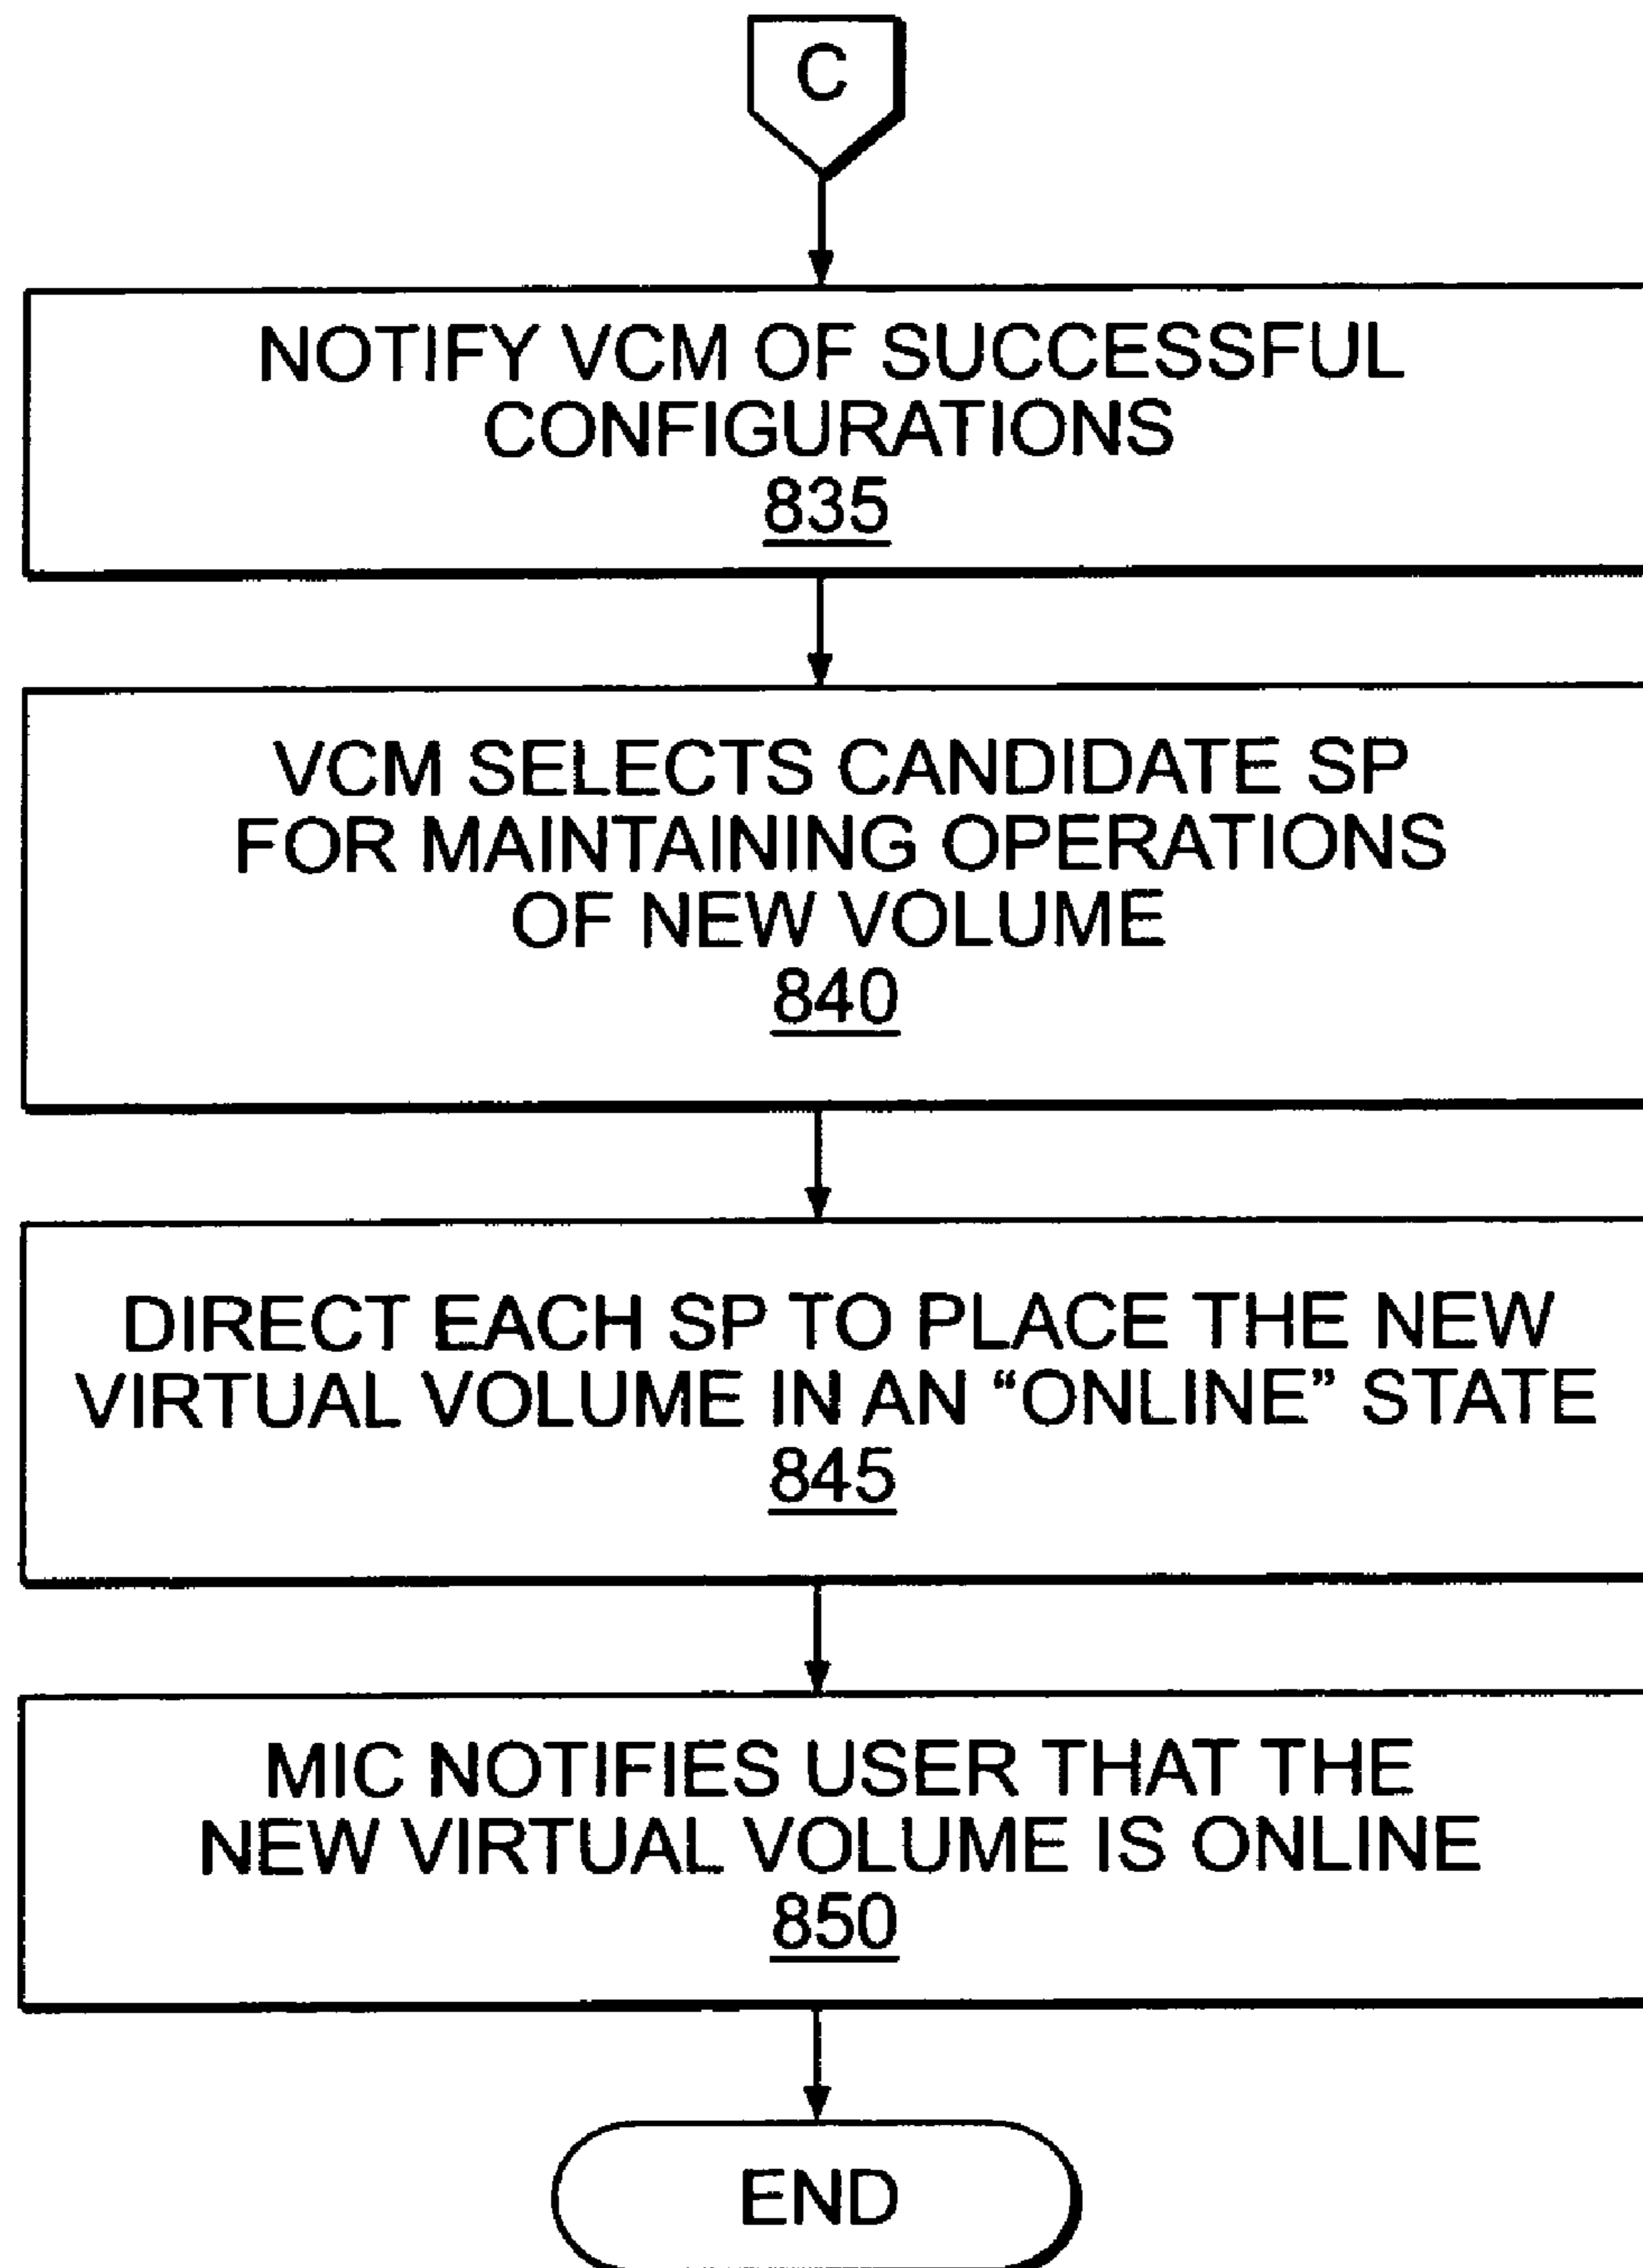 C
NOTIFY VCM OF SUCCESSFUL
CONFIGURATIONS
835
VCM SELECTS CANDIDATE SP
FOR MAINTAINING OPERATIONS
OF NEW VOLUME
840
DIRECT EACH SP TO PLACE THE NEW
VIRTUAL VOLUME IN AN “ONLINE” STATE
845
MIC NOTIFIES USER THAT THE
NEW VIRTUAL VOLUME IS ONLINE
850
END